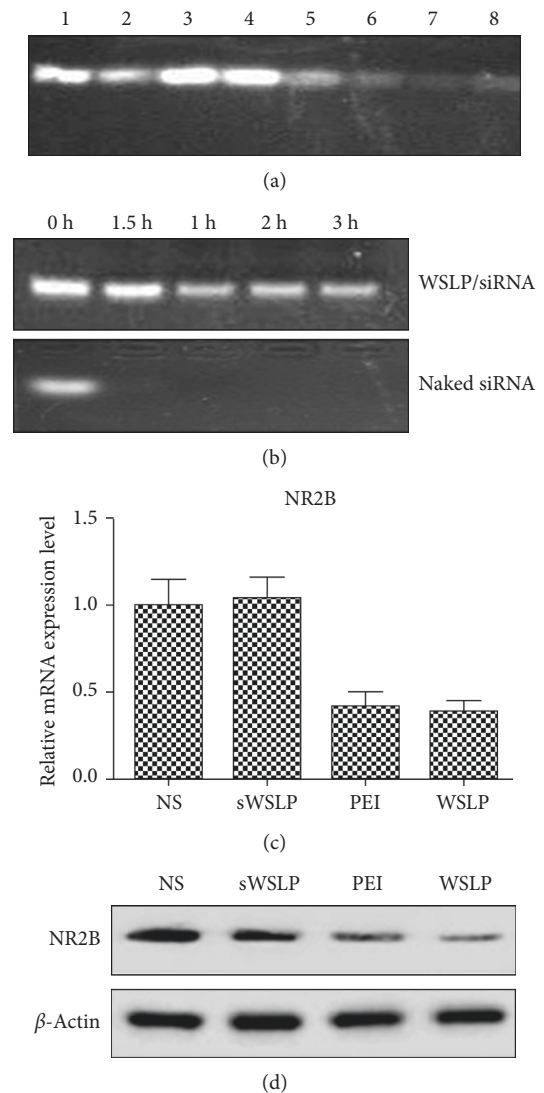 1 2 3 4 5 6 7 8
(a)
0 h 1.5 h 1 h 2 h 3 h
WSLP/siRNA
Naked siRNA
(b)
NR2B
Relative mRNA expression level
1.5
1.0
0.5
0.0
NS sWSLP PEI WSLP
(c)
NS sWSLP PEI WSLP
NR2B
β-Actin
(d)